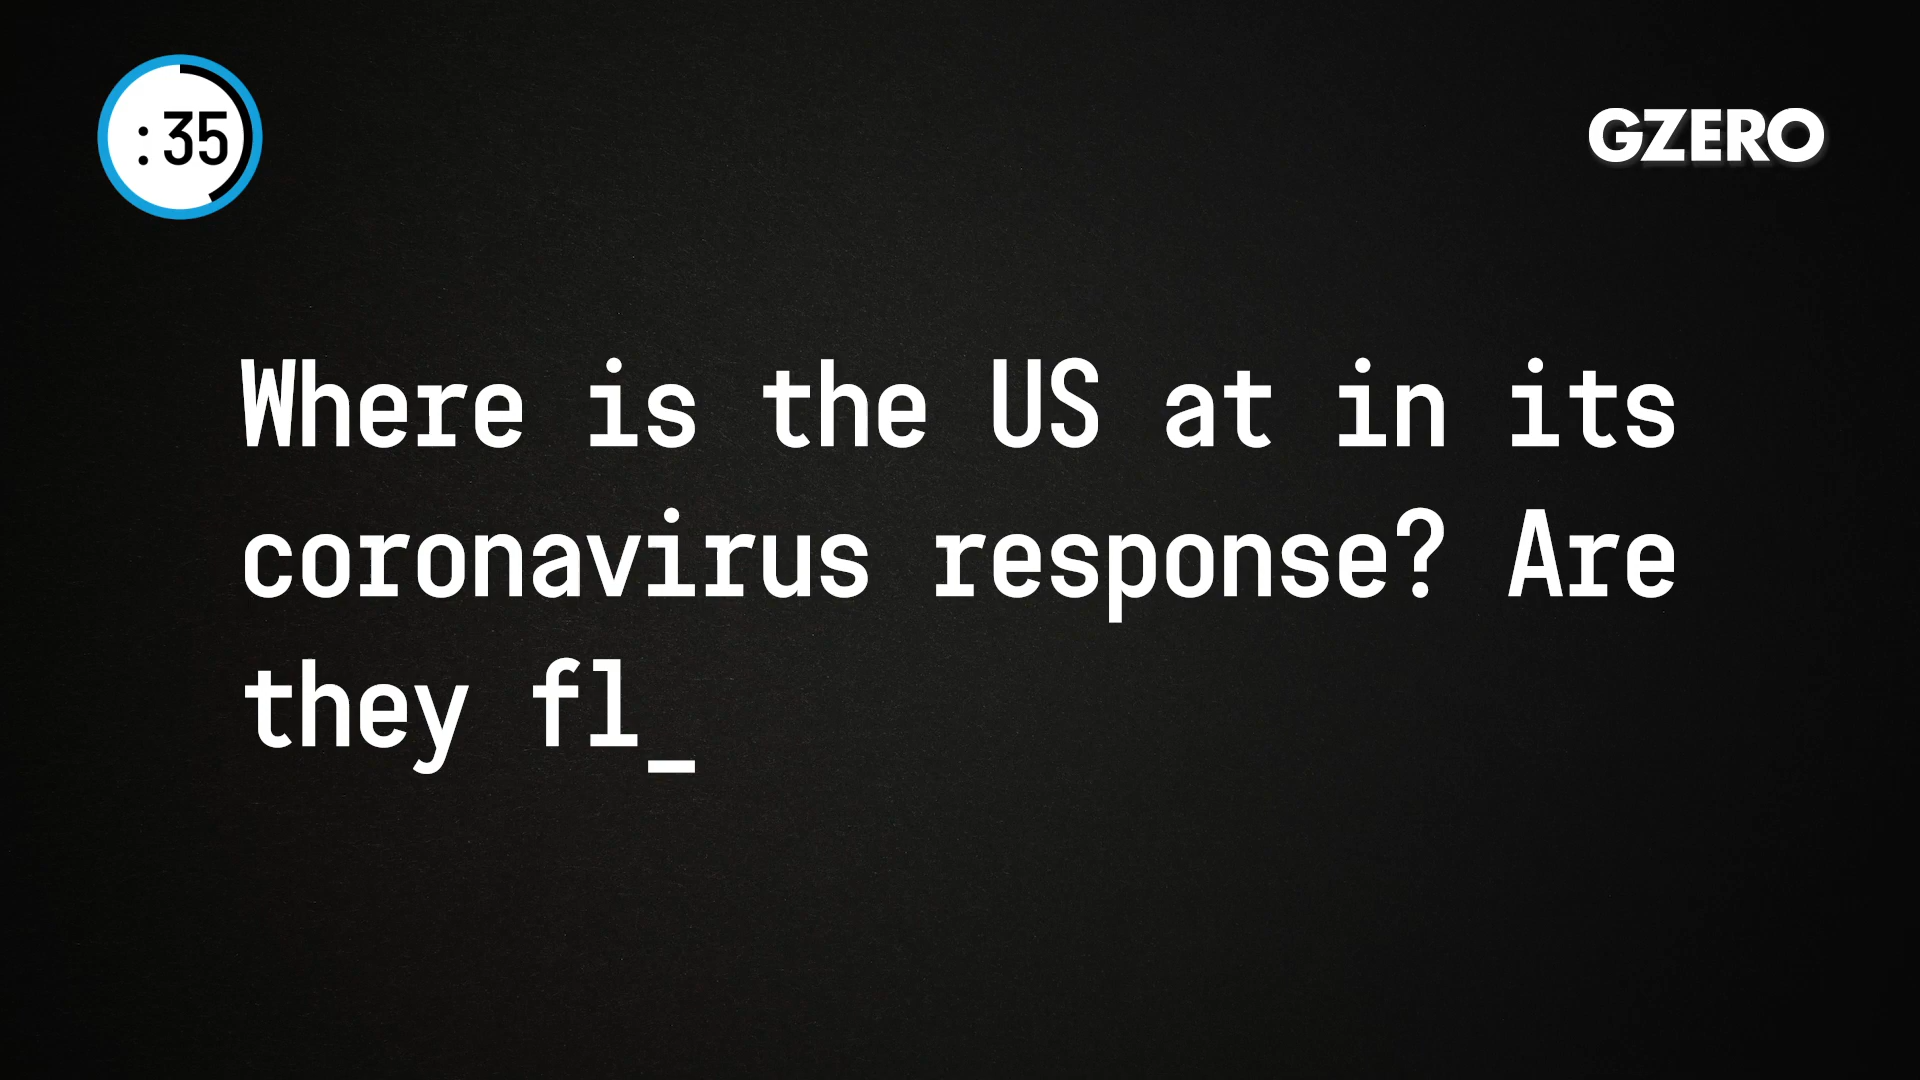 :35
GZERO
Where is the US at in its
coronavirus response? Are
they fl_